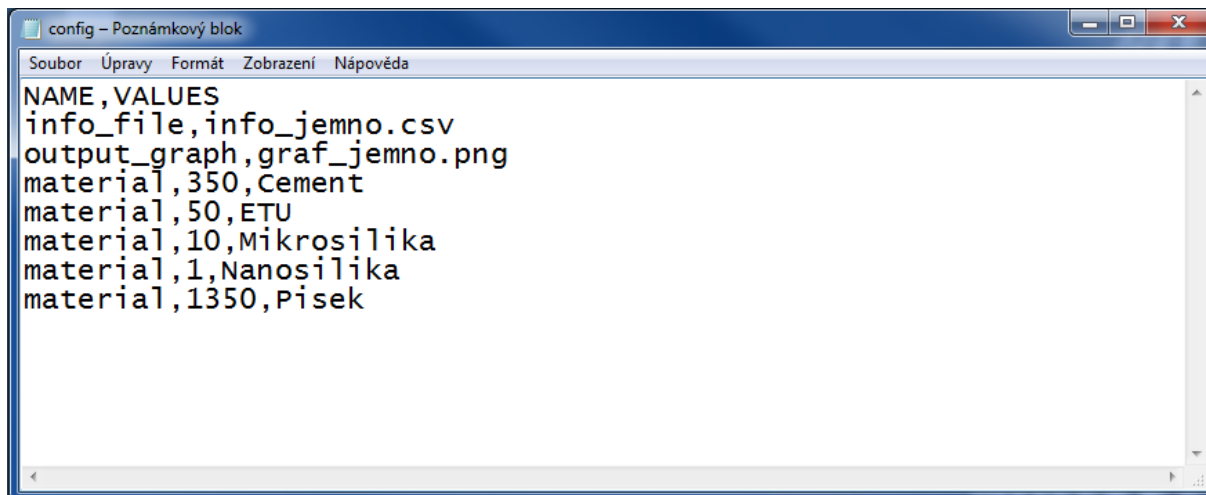 config – Poznámkový blok
Soubor Úpravy Formát Zobrazení Nápověda
NAME,VALUES
info_file,info_jemno.csv
output_graph,graf_jemno.png
material,350,Cement
material,50,ETU
material,10,Mikrosilika
material,1,Nanosilika
material,1350,Pisek